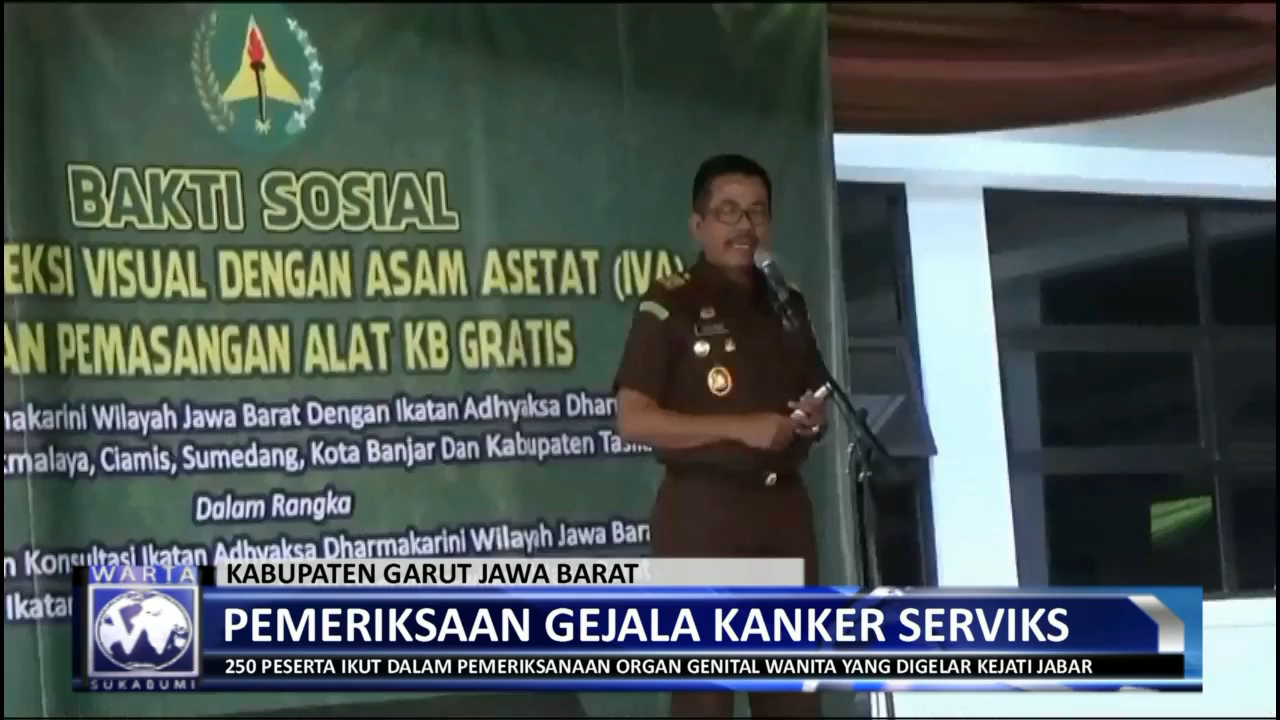 BAKTI SOSIAL
EKSI VISUAL DENGAN ASAM ASETAT (IVA)
AN PEMASANGAN ALAT KB GRATIS
makarini Wilayah Jawa Barat Dengan Ikatan Adhyaksa Dhar
malaya, Ciamis, Sumedang, Kota Banjar Dan Kabupaten Tasik
Dalam Rangka
n Konsultasi Ikatan Adhyaksa Dharmakarini Wilayah Jawa Bara
Ikatan
KABUPATEN GARUT JAWA BARAT
WARTA
SUKABUMI
PEMERIKSAAN GEJALA KANKER SERVIKS
250 PESERTA IKUT DALAM PEMERIKSANAAN ORGAN GENITAL WANITA YANG DIGELAR KEJATI JABAR